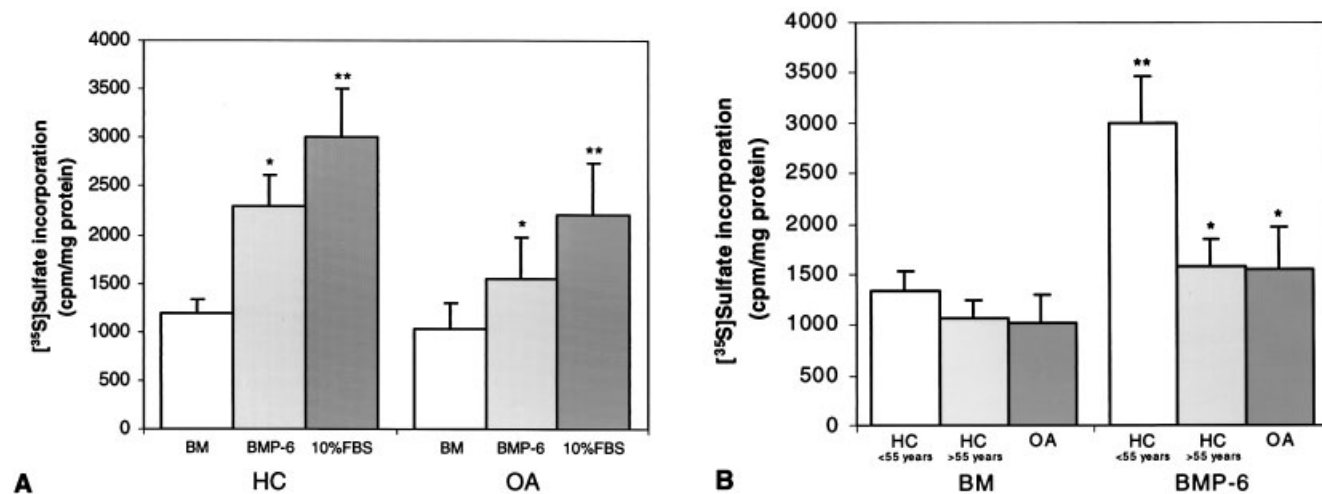 4000
3500
3000
2500
2000
1500
1000
500
0
[³⁵S]Sulfate incorporation
(cpm/mg protein)
*
**
*
**
BM BMP-6 10%FBS BM BMP-6 10%FBS
HC OA
A
4000
3500
3000
2500
2000
1500
1000
500
0
[³⁵S]Sulfate incorporation
(cpm/mg protein)
**
*
*
HC HC OA HC HC OA
<55 years >55 years <55 years >55 years
BM BMP-6
B